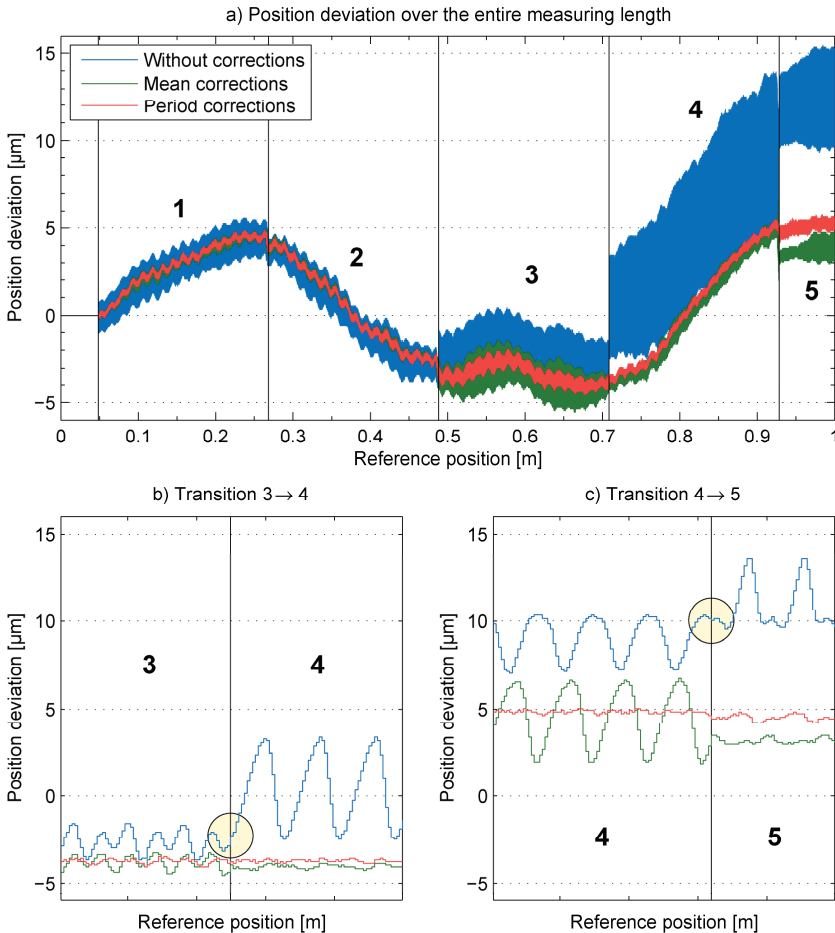 a) Position deviation over the entire measuring length
Without corrections
Mean corrections
Period corrections
Position deviation [µm]
15
10
5
0
−5
1
2
3
4
5
0 0.1 0.2 0.3 0.4 0.5 0.6 0.7 0.8 0.9 1
Reference position [m]
b) Transition 3→ 4
Position deviation [µm]
15
10
5
0
−5
3
4
Reference position [m]
c) Transition 4→ 5
Position deviation [µm]
15
10
5
0
−5
4
5
Reference position [m]